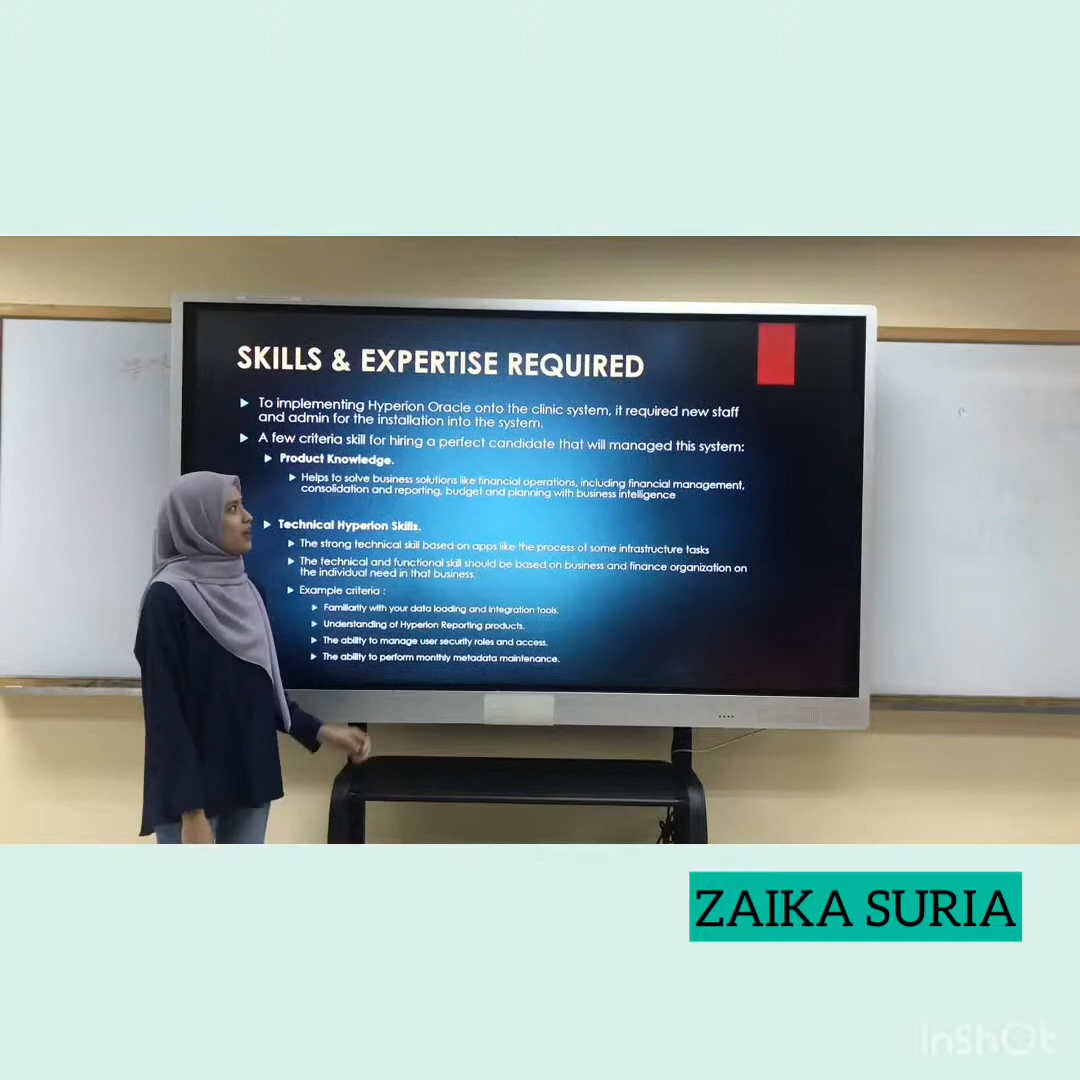 SKILLS & EXPERTISE REQUIRED
To implementing Hyperion Oracle onto the clinic system, it required new staff
and admin for the installation into the system.
A few criteria skill for hiring a perfect candidate that will managed this system:
Product Knowledge.
Helps to solve business solutions like financial operations, including financial management,
consolidation and reporting, budget and planning with business intelligence
Technical Hyperion Skills.
The strong technical skill based on apps like the process of some infrastructure tasks
The technical and functional skill should be based on business and finance organization on
the individual need in that business.
Example criteria :
Familiarity with your data loading and integration tools.
Understanding of Hyperion Reporting products.
The ability to manage user security roles and access.
The ability to perform monthly metadata maintenance.
ZAIKA SURIA
InShOt